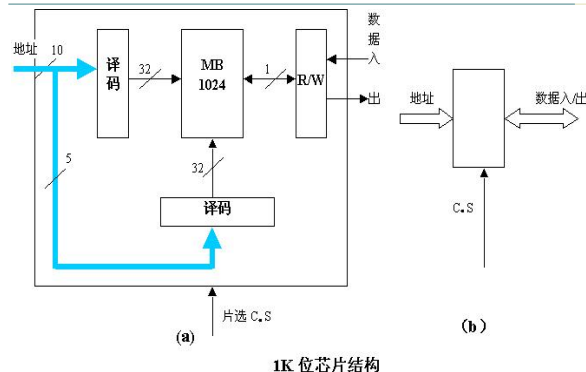 地址
10
译码
32
MB
1024
1
R/W
数据入
出
5
32
译码
片选 C.S
(a)
地址
数据入/出
C.S
(b)
1K 位芯片结构